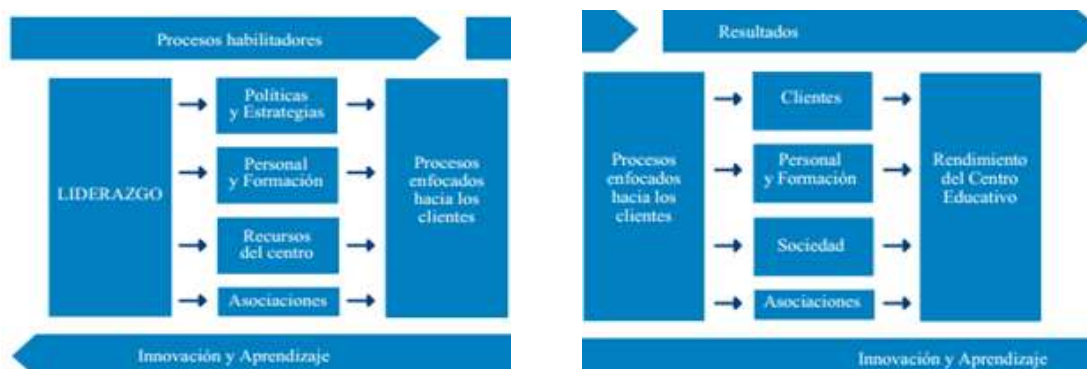 Procesos habilitadores
LIDERAZGO
Políticas
y Estrategias
Personal
y Formación
Recursos
del centro
Asociaciones
Procesos
enfocados
hacia los
clientes
Innovación y Aprendizaje
Resultados
Procesos
enfocados
hacia los
clientes
Clientes
Personal
y Formación
Sociedad
Asociaciones
Rendimiento
del Centro
Educativo
Innovación y Aprendizaje